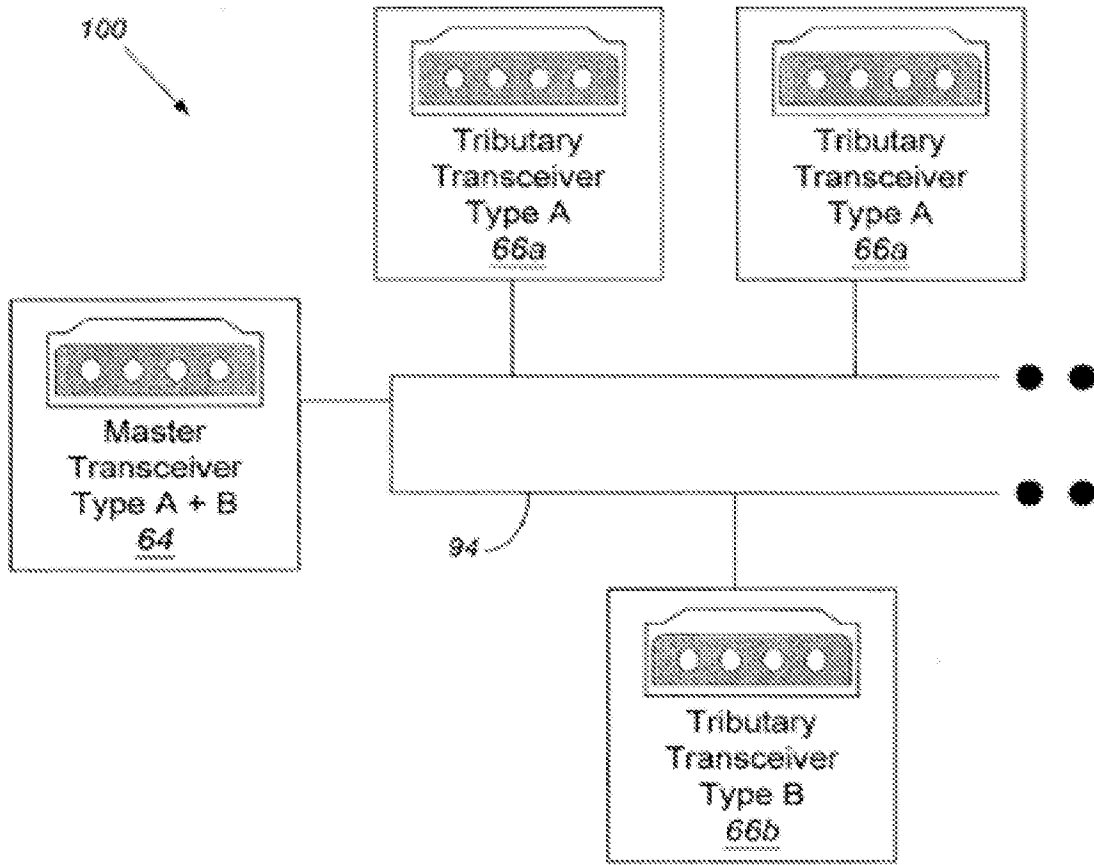 100
Tributary
Transceiver
Type A
66a
Tributary
Transceiver
Type A
66a
Master
Transceiver
Type A + B
64
94
Tributary
Transceiver
Type B
66b